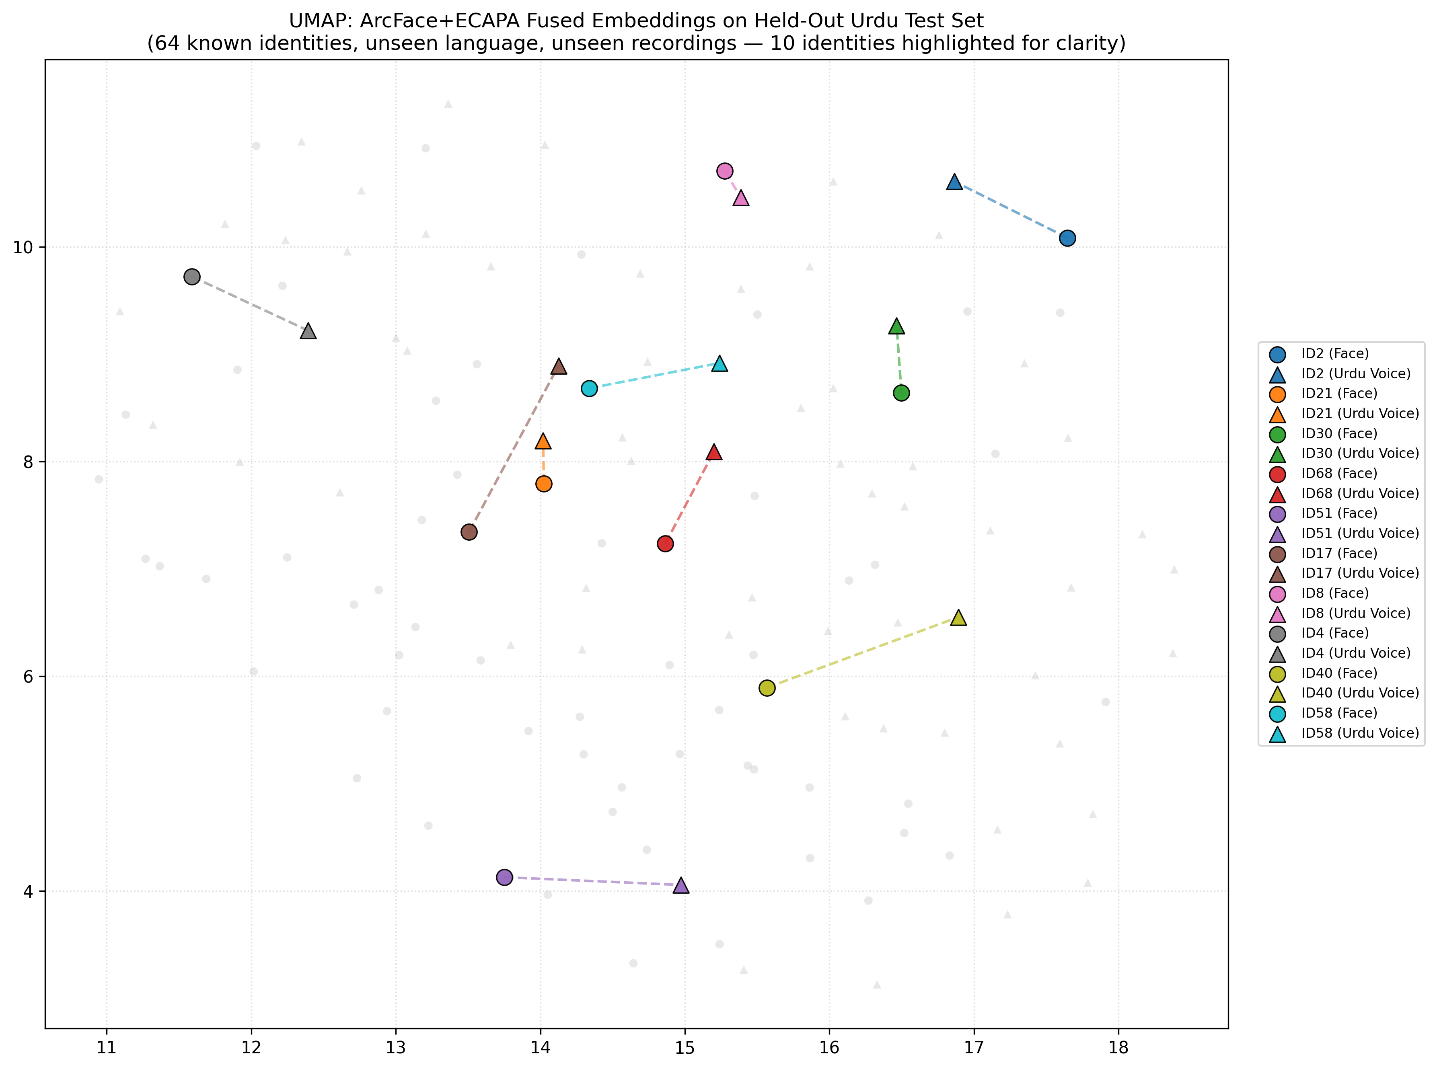 UMAP: ArcFace+ECAPA Fused Embeddings on Held-Out Urdu Test Set
(64 known identities, unseen language, unseen recordings — 10 identities highlighted for clarity)
10
8
6
4
11 12 13 14 15 16 17 18
ID2 (Face)
ID2 (Urdu Voice)
ID21 (Face)
ID21 (Urdu Voice)
ID30 (Face)
ID30 (Urdu Voice)
ID68 (Face)
ID68 (Urdu Voice)
ID51 (Face)
ID51 (Urdu Voice)
ID17 (Face)
ID17 (Urdu Voice)
ID8 (Face)
ID8 (Urdu Voice)
ID4 (Face)
ID4 (Urdu Voice)
ID40 (Face)
ID40 (Urdu Voice)
ID58 (Face)
ID58 (Urdu Voice)